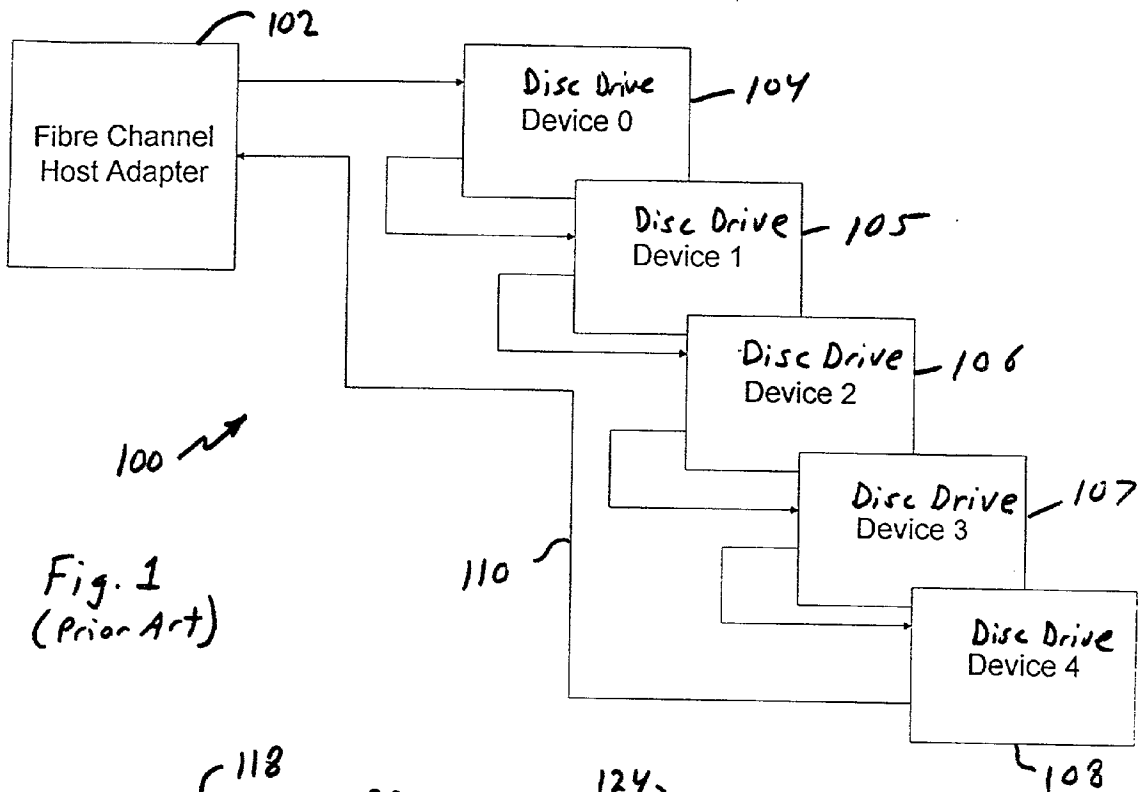 102
Fibre Channel
Host Adapter
Disc Drive
Device 0
104
Disc Drive
Device 1
105
Disc Drive
Device 2
106
Disc Drive
Device 3
107
Disc Drive
Device 4
108
100
110
Fig. 1
(Prior Art)
118
124